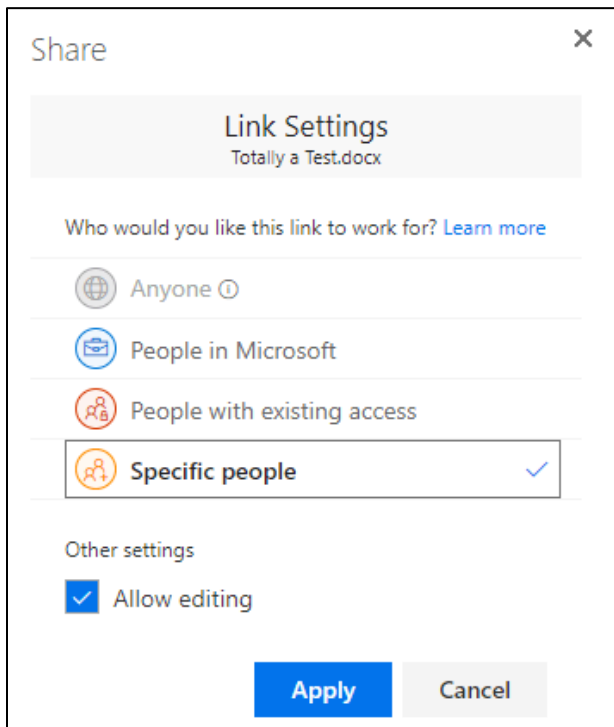 Share
Link Settings
Totally a Test.docx
Who would you like this link to work for? Learn more
Anyone
People in Microsoft
People with existing access
Specific people
Other settings
Allow editing
Apply Cancel